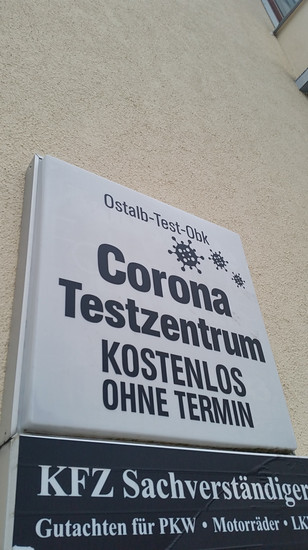 Ostalb-Test-Obk
Corona
Testzentrum
KOSTENLOS
OHNE TERMIN
KFZ Sachverständiger
Gutachten für PKW • Motorräder • LK